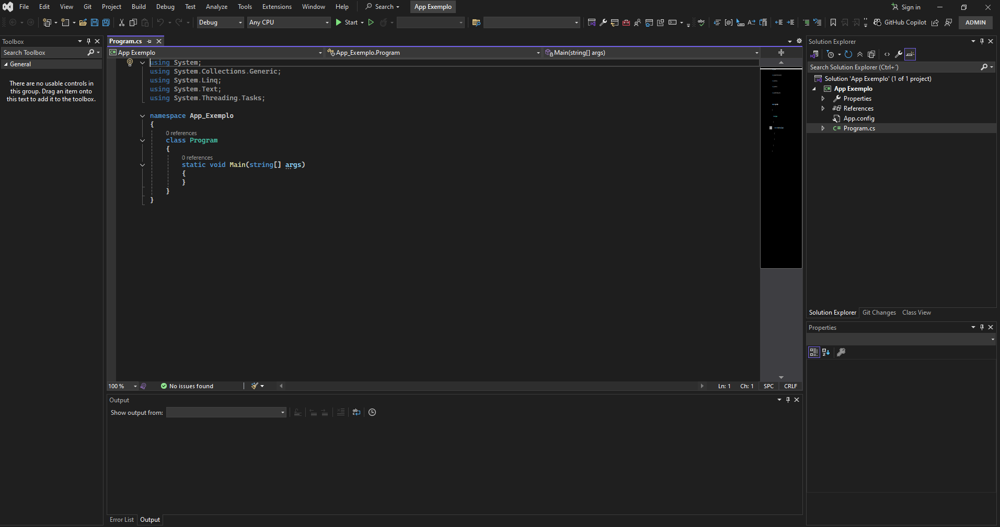 File Edit View Git Project Build Debug Test Analyze Tools Extensions Window Help Search App Exemplo Sign in
Debug Any CPU Start GitHub Copilot ADMIN
Toolbox
Search Toolbox
General
There are no usable controls in
this group. Drag an item onto
this text to add it to the toolbox.
Program.cs
App Exemplo App_Exemplo.Program Main(string[] args)
using System;
using System.Collections.Generic;
using System.Linq;
using System.Text;
using System.Threading.Tasks;
namespace App_Exemplo
{
0 references
class Program
{
0 references
static void Main(string[] args)
{
}
}
}
100 % No issues found Ln: 1 Ch: 1 SPC CRLF
Output
Show output from:
Error List Output
Solution Explorer
Search Solution Explorer (Ctrl+´)
Solution 'App Exemplo' (1 of 1 project)
App Exemplo
Properties
References
App.config
C# Program.cs
Solution Explorer Git Changes Class View
Properties